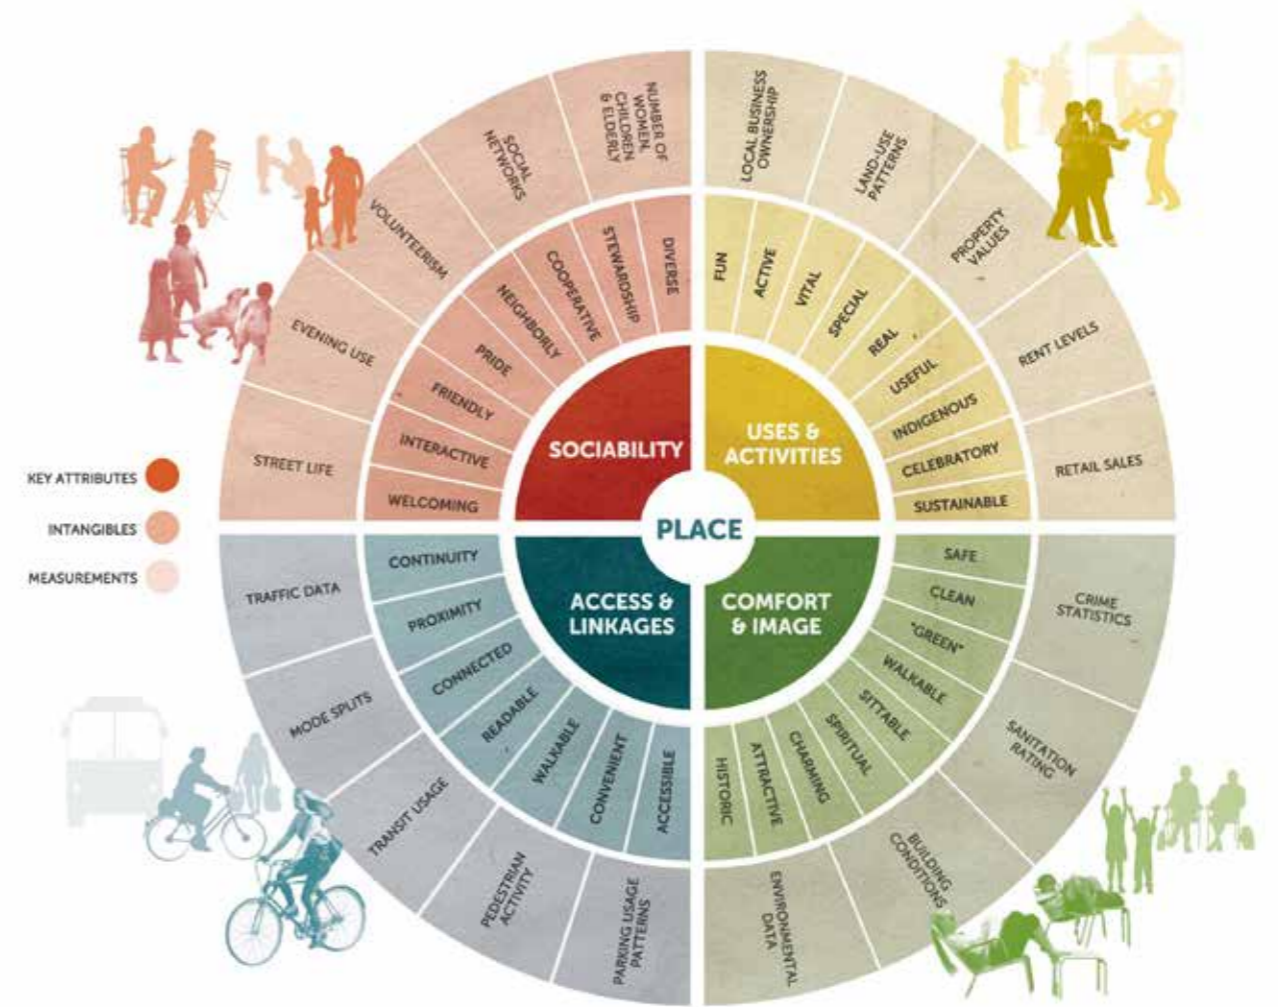 NUMBER OF
WOMEN,
CHILDREN
& ELDERLY
SOCIAL
NETWORKS
VOLUNTEERISM
EVENING USE
STREET LIFE
DIVERSE
STEWARDSHIP
COOPERATIVE
NEIGHBORLY
PRIDE
FRIENDLY
INTERACTIVE
WELCOMING
SOCIABILITY
LOCAL BUSINESS
OWNERSHIP
LAND-USE
PATTERNS
PROPERTY
VALUES
RENT LEVELS
RETAIL SALES
FUN
ACTIVE
VITAL
SPECIAL
REAL
USEFUL
INDIGENOUS
CELEBRATORY
SUSTAINABLE
USES &
ACTIVITIES
KEY ATTRIBUTES
INTANGIBLES
MEASUREMENTS
PLACE
ACCESS &
LINKAGES
CONTINUITY
PROXIMITY
CONNECTED
READABLE
WALKABLE
CONVENIENT
ACCESSIBLE
TRAFFIC DATA
MODE SPLITS
TRANSIT USAGE
PEDESTRIAN
ACTIVITY
PARKING USAGE
PATTERNS
COMFORT
& IMAGE
SAFE
CLEAN
"GREEN"
WALKABLE
SITTABLE
SPIRITUAL
CHARMING
ATTRACTIVE
HISTORIC
CRIME
STATISTICS
SANITATION
RATING
BUILDING
CONDITIONS
ENVIRONMENTAL
DATA